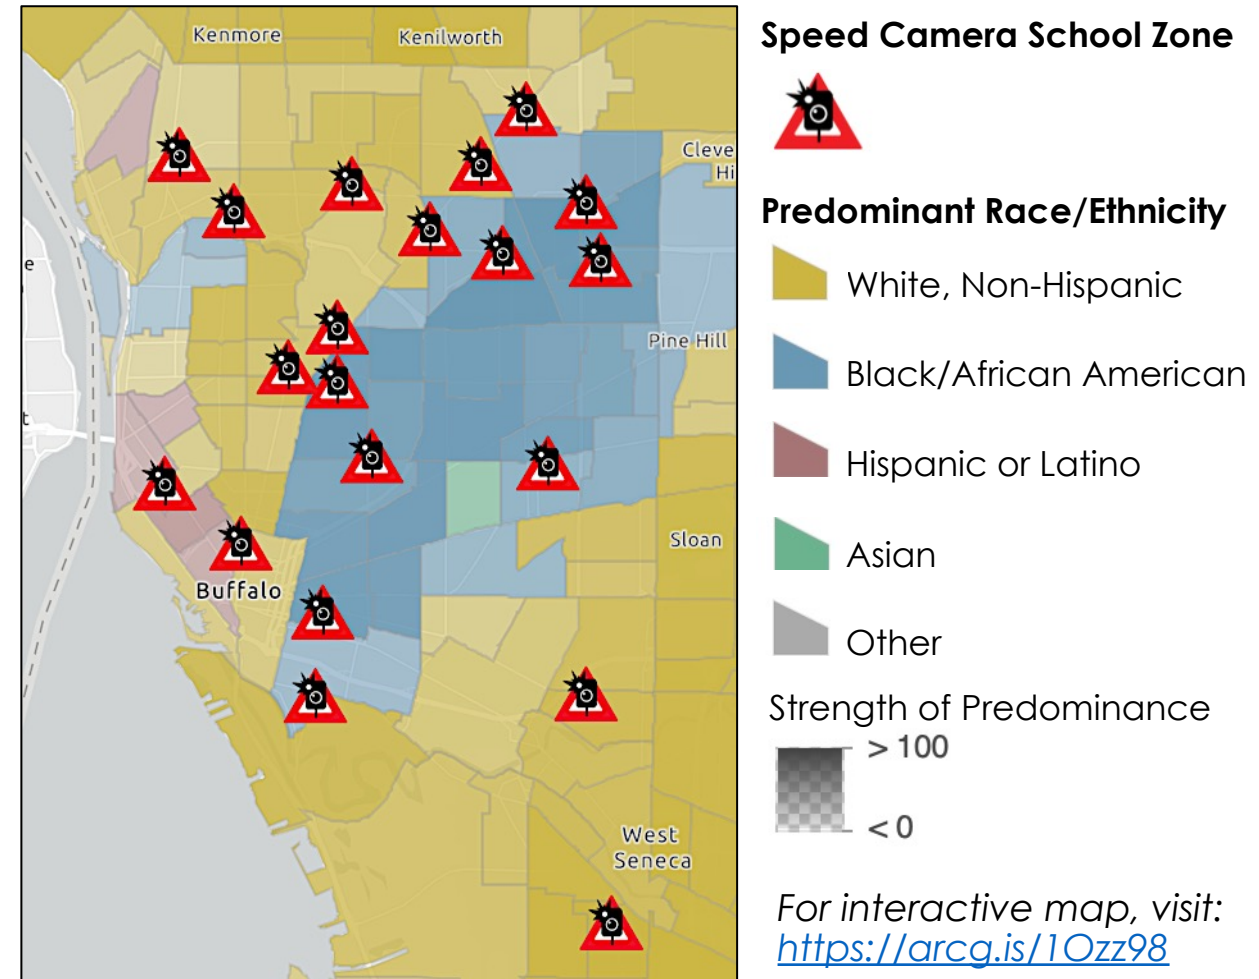 Kenmore
Kenilworth
Cleve
Hi
e
Pine Hill
t
Sloan
Buffalo
West
Seneca
Speed Camera School Zone
Predominant Race/Ethnicity
White, Non-Hispanic
Black/African American
Hispanic or Latino
Asian
Other
Strength of Predominance
> 100
< 0
For interactive map, visit:
https://arcg.is/1Ozz98